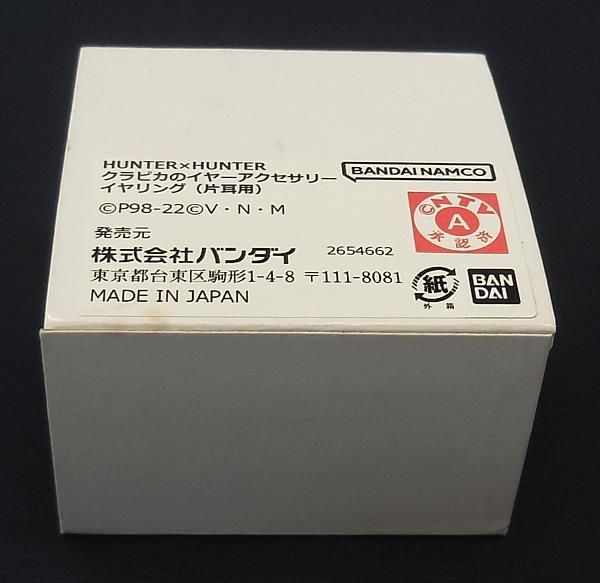 HUNTER×HUNTER
クラピカのイヤーアクセサリー
イヤリング（片耳用）
BANDAI NAMCO
©P98-22©V・N・M
©NTV
A
承認済
発売元
株式会社バンダイ 2654662
東京都台東区駒形1-4-8 〒111-8081
MADE IN JAPAN
紙
外箱
BAN
DAI